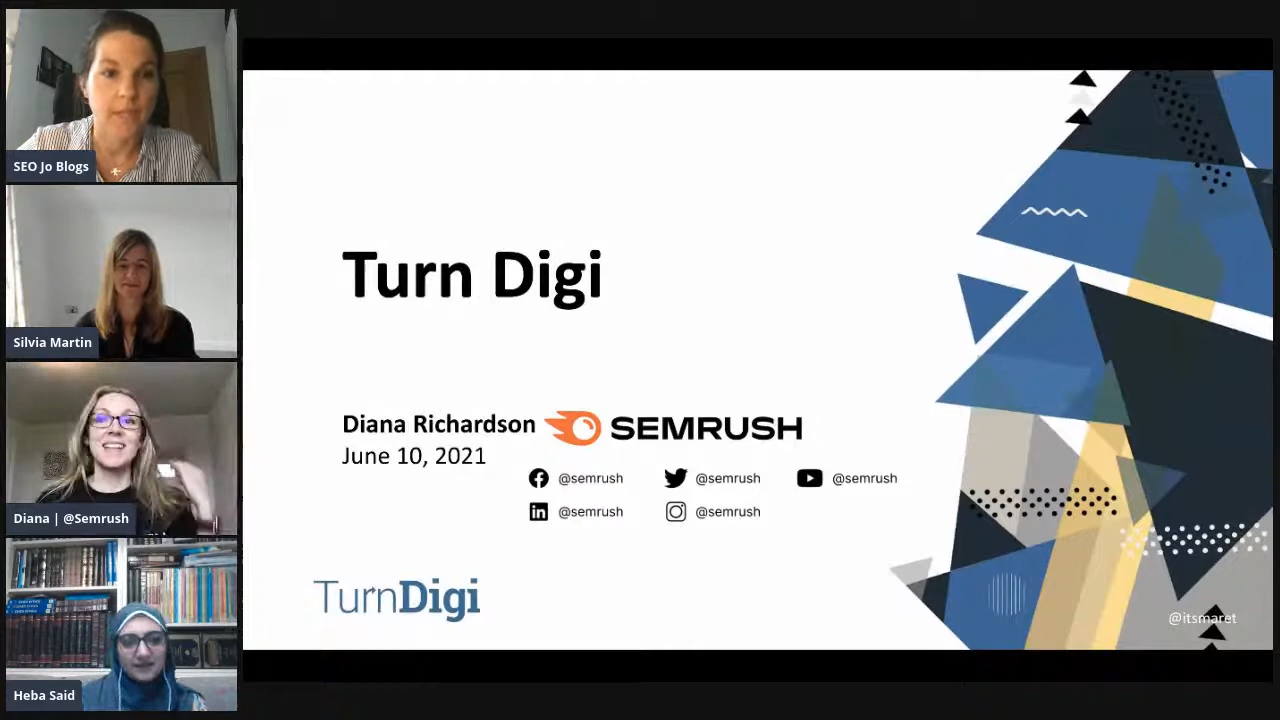 SEO Jo Blogs
Silvia Martin
Diana | @Semrush
Heba Said
Turn Digi
Diana Richardson SEMRUSH
June 10, 2021
@semrush @semrush @semrush
@semrush @semrush
TurnDigi
@itsmaret